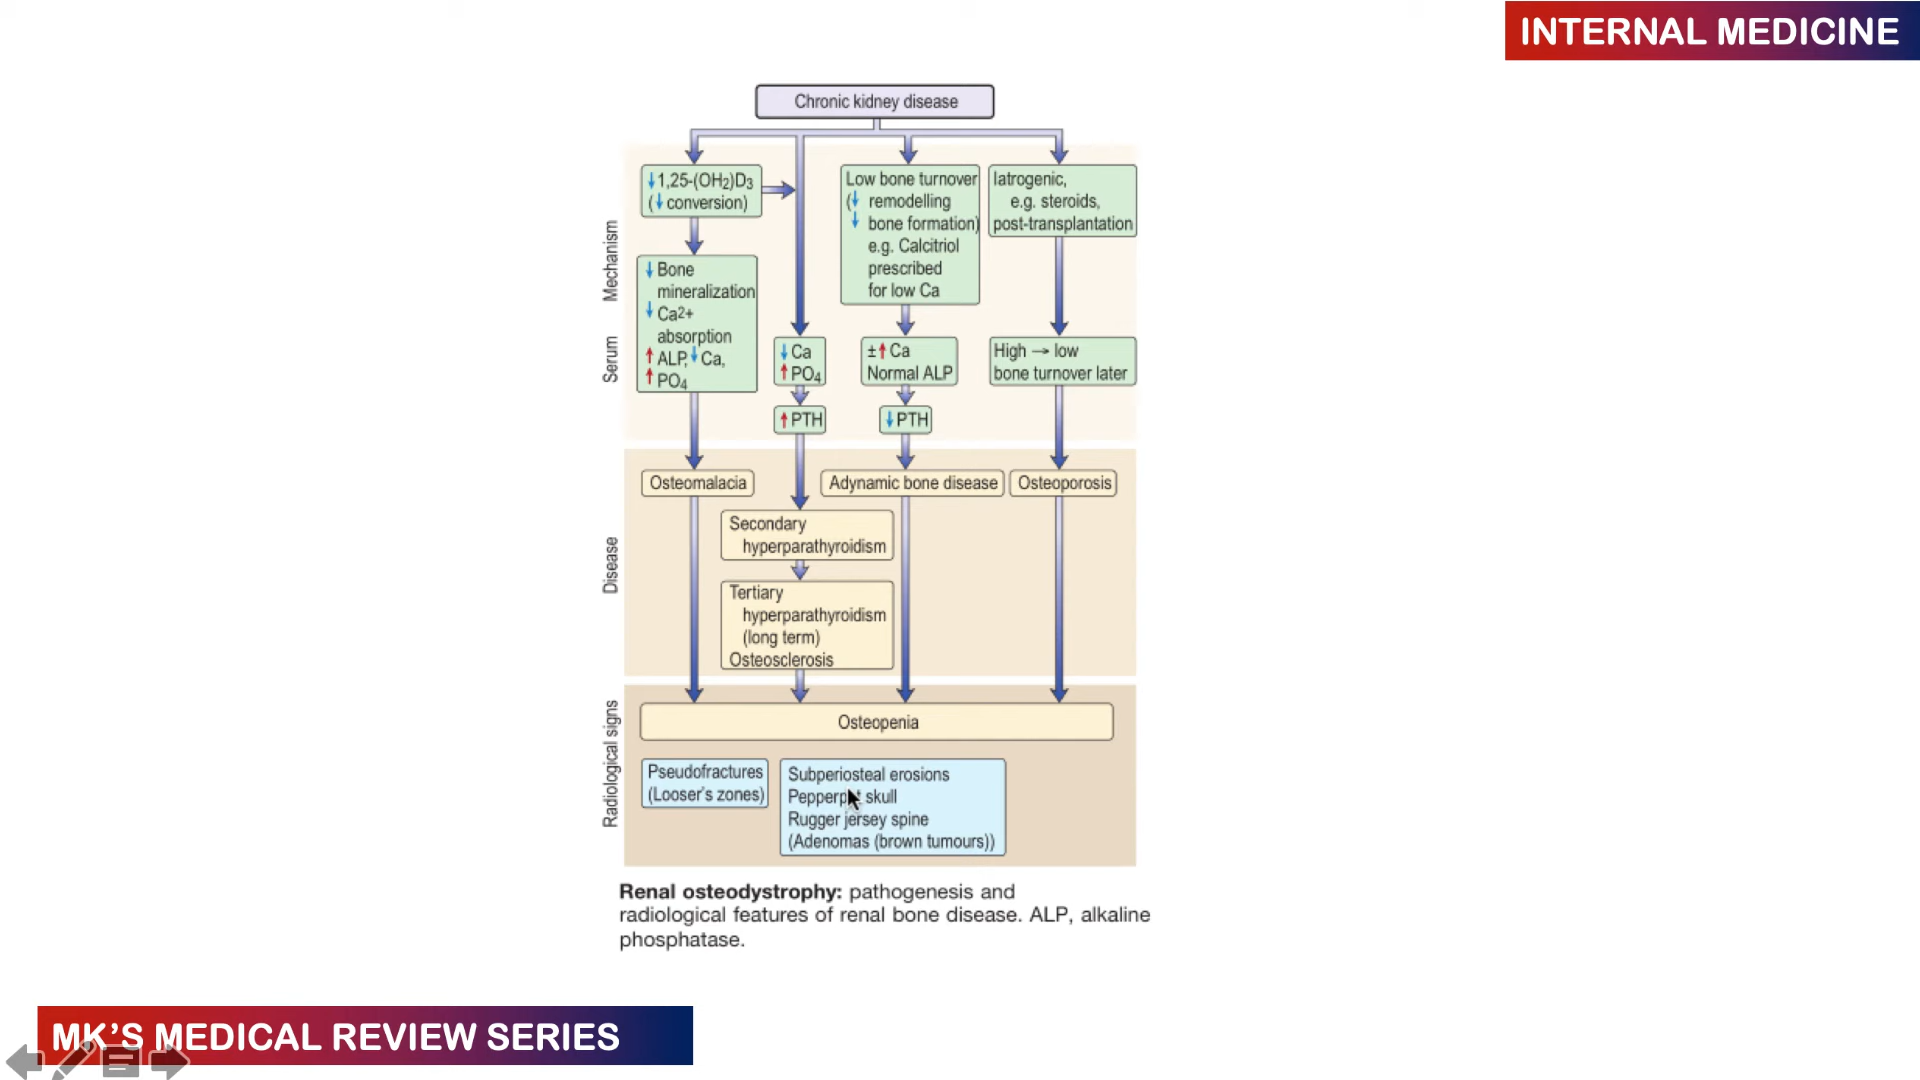 INTERNAL MEDICINE
Chronic kidney disease
Mechanism
Serum
↓1,25-(OH₂)D₃
(↓conversion)
↓Bone
mineralization
↓Ca²⁺
absorption
↑ALP,↓Ca,
↑PO₄
↓Ca
↑PO₄
↑PTH
Low bone turnover
(↓ remodelling
↓ bone formation)
e.g. Calcitriol
prescribed
for low Ca
±↑Ca
Normal ALP
↓PTH
Iatrogenic,
e.g. steroids,
post-transplantation
High → low
bone turnover later
Disease
Osteomalacia
Adynamic bone disease
Osteoporosis
Secondary
hyperparathyroidism
Tertiary
hyperparathyroidism
(long term)
Osteosclerosis
Radiological signs
Osteopenia
Pseudofractures
(Looser's zones)
Subperiosteal erosions
Pepperpot skull
Rugger jersey spine
(Adenomas (brown tumours))
Renal osteodystrophy: pathogenesis and
radiological features of renal bone disease. ALP, alkaline
phosphatase.
MK'S MEDICAL REVIEW SERIES